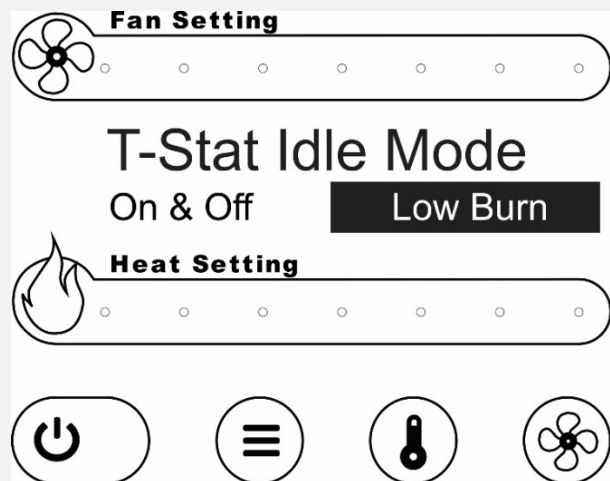 Fan Setting
T-Stat Idle Mode
On & Off Low Burn
Heat Setting